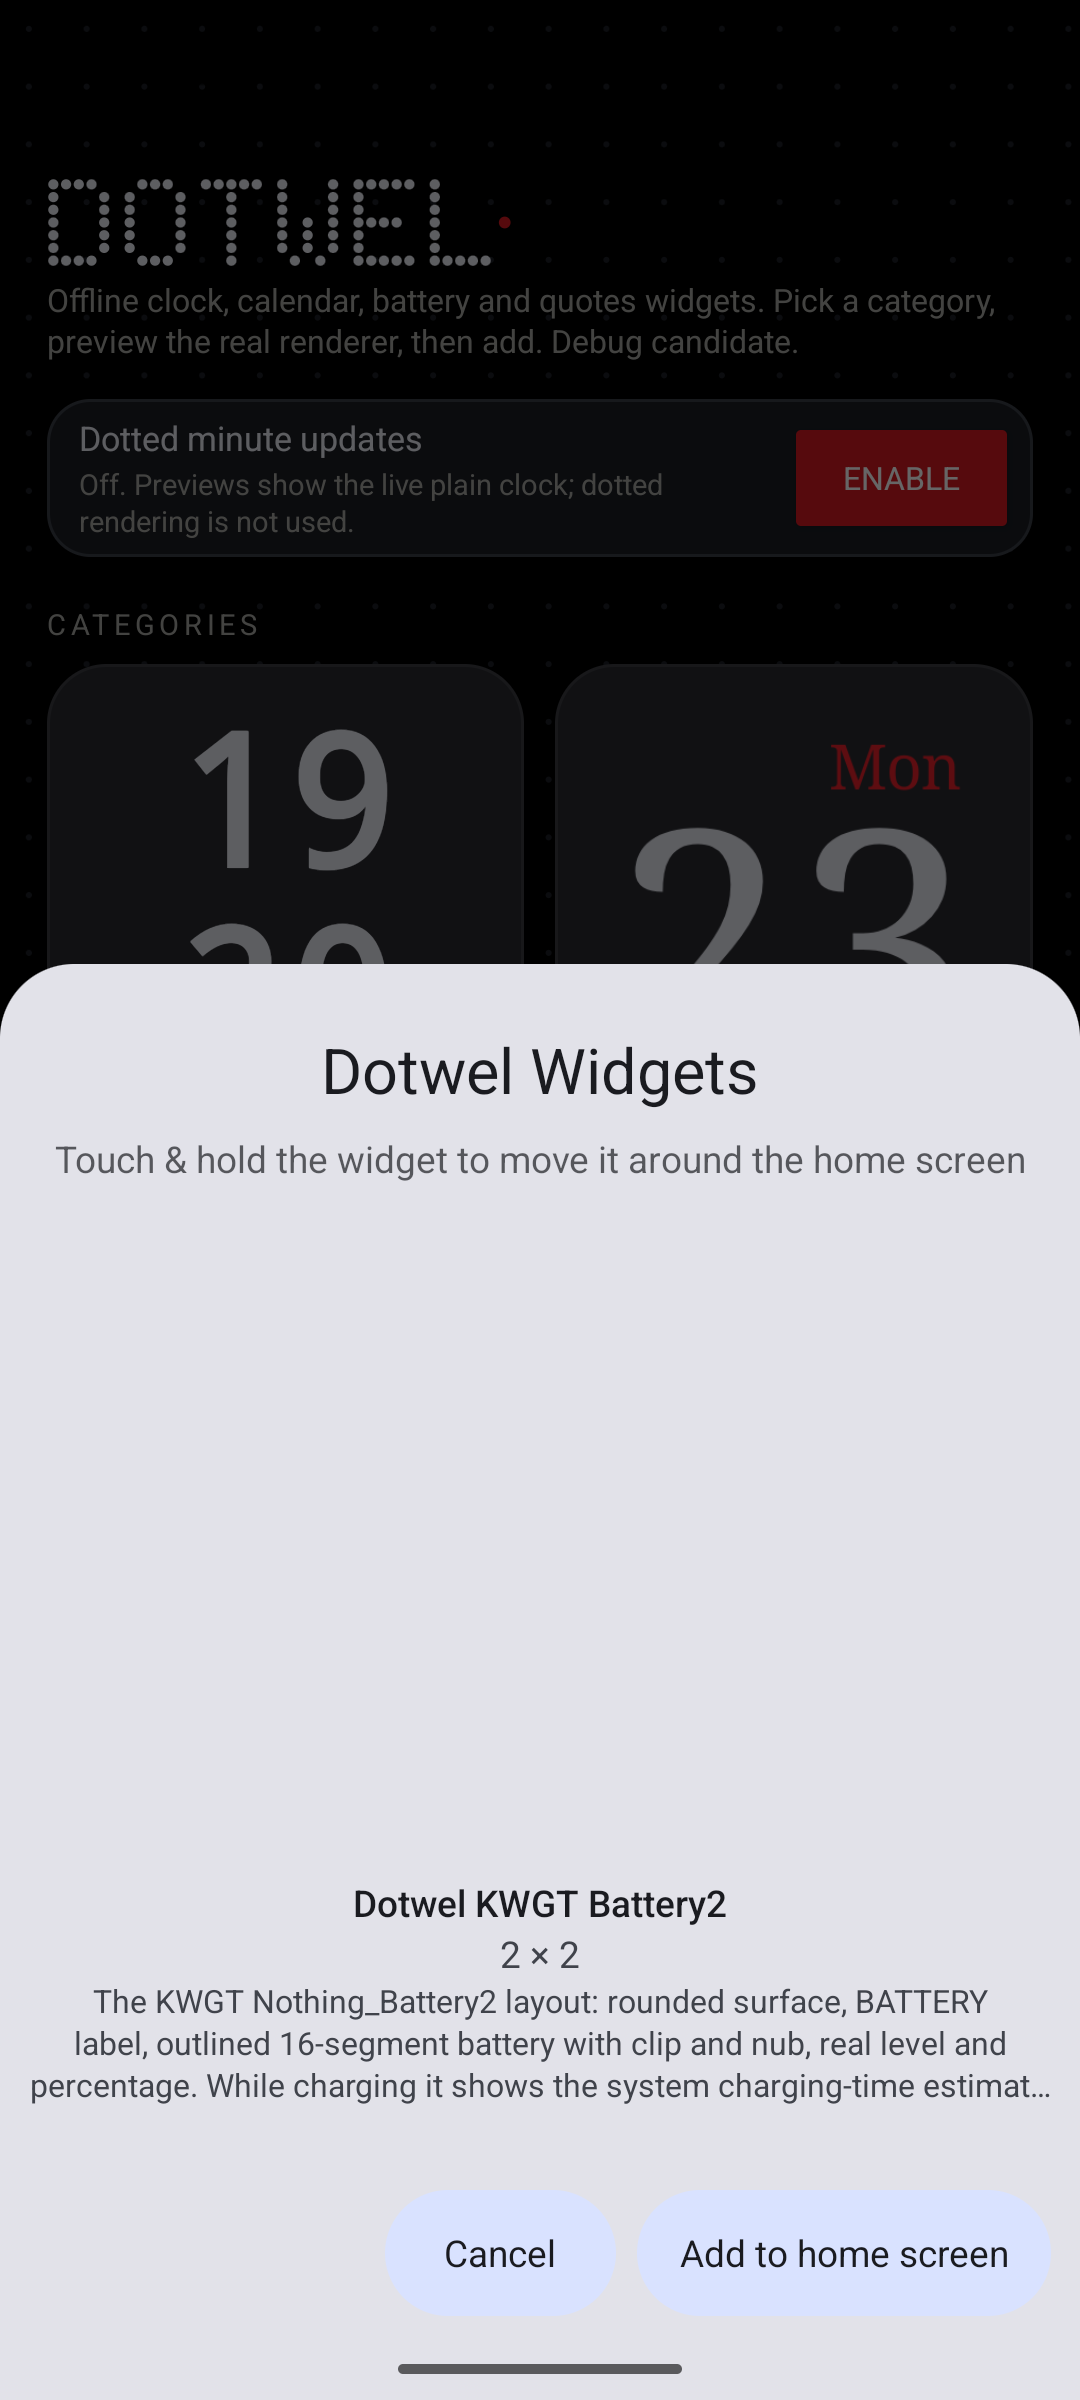 DOTWEL
Offline clock, calendar, battery and quotes widgets. Pick a category,
preview the real renderer, then add. Debug candidate.
Dotted minute updates
Off. Previews show the live plain clock; dotted
rendering is not used.
ENABLE
CATEGORIES
19
20
Mon
23
Dotwel Widgets
Touch & hold the widget to move it around the home screen
Dotwel KWGT Battery2
2 × 2
The KWGT Nothing_Battery2 layout: rounded surface, BATTERY
label, outlined 16-segment battery with clip and nub, real level and
percentage. While charging it shows the system charging-time estimat…
Cancel
Add to home screen